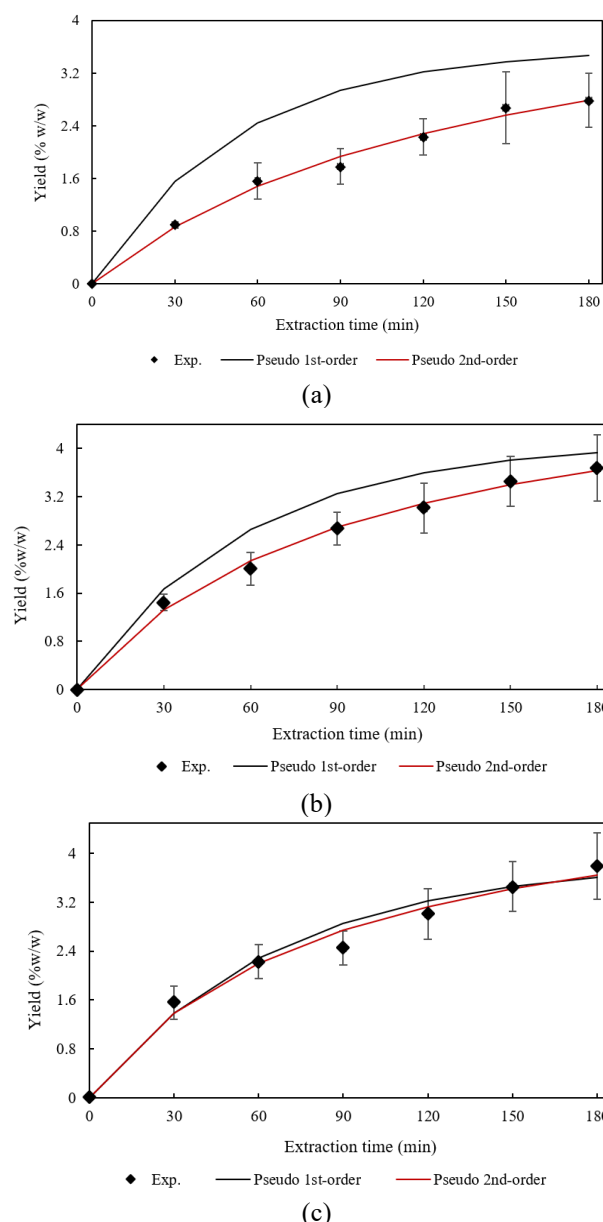 4
3.2
2.4
1.6
0.8
0
Yield (% w/w)
0 30 60 90 120 150 180
Extraction time (min)
Exp. Pseudo 1st-order Pseudo 2nd-order
(a)
4
3.2
2.4
1.6
0.8
0
Yield (%w/w)
0 30 60 90 120 150 180
Extraction time (min)
Exp. Pseudo 1st-order Pseudo 2nd-order
(b)
4
3.2
2.4
1.6
0.8
0
Yield (%w/w)
0 30 60 90 120 150 180
Extraction time (min)
Exp. Pseudo 1st-order Pseudo 2nd-order
(c)